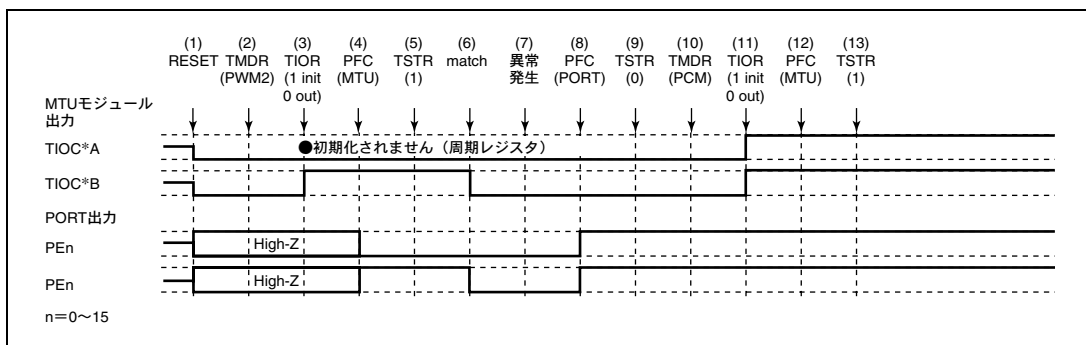 (1) (2) (3) (4) (5) (6) (7) (8) (9) (10) (11) (12) (13)
RESET TMDR TIOR PFC TSTR match 異常 PFC TSTR TMDR TIOR PFC TSTR
(PWM2) (1 init (MTU) (1) 発生 (PORT) (0) (PCM) (1 init (MTU) (1)
0 out) 0 out)
MTUモジュール
出力
TIOC*A ●初期化されません（周期レジスタ）
TIOC*B
PORT出力
PEn High-Z
PEn High-Z
n＝0～15